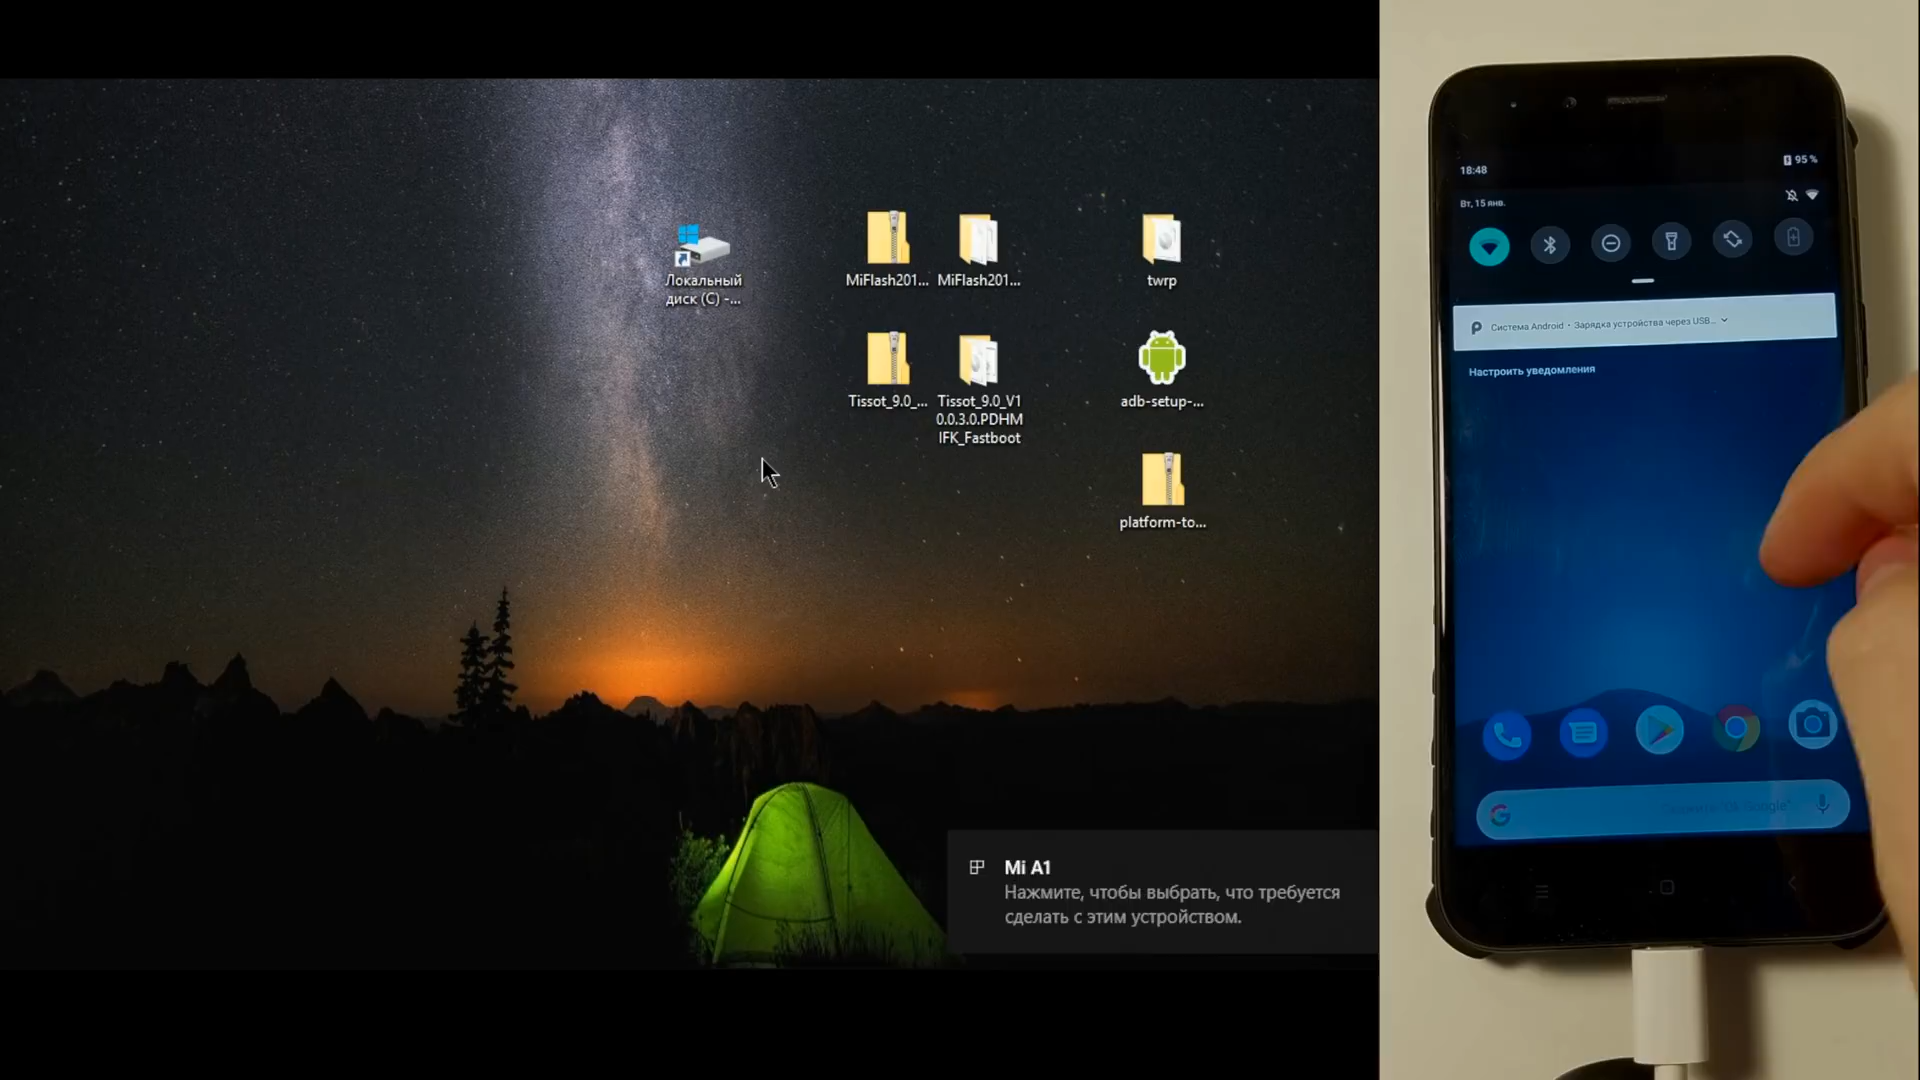 Локальный
диск (C) -...
MiFlash201...
MiFlash201...
twrp
Tissot_9.0_...
Tissot_9.0_V1
0.0.3.0.PDHM
IFK_Fastboot
adb-setup-...
platform-to...
Mi A1
Нажмите, чтобы выбрать, что требуется
сделать с этим устройством.
18:48
95 %
Вт, 15 янв.
Система Android • Зарядка устройства через USB...
Настроить уведомления
"Ok Google"